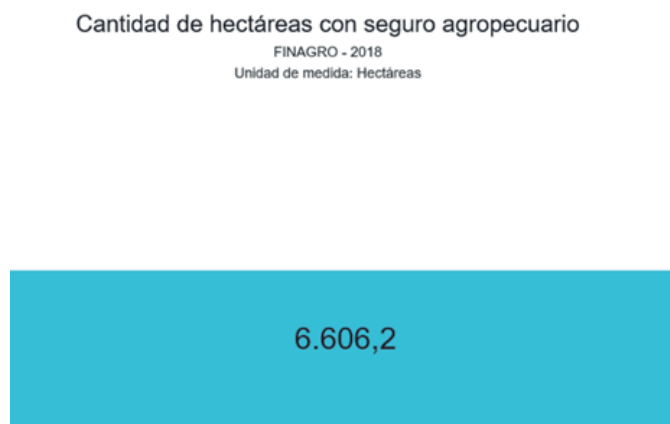 Cantidad de hectáreas con seguro agropecuario
FINAGRO - 2018
Unidad de medida: Hectáreas
6.606,2